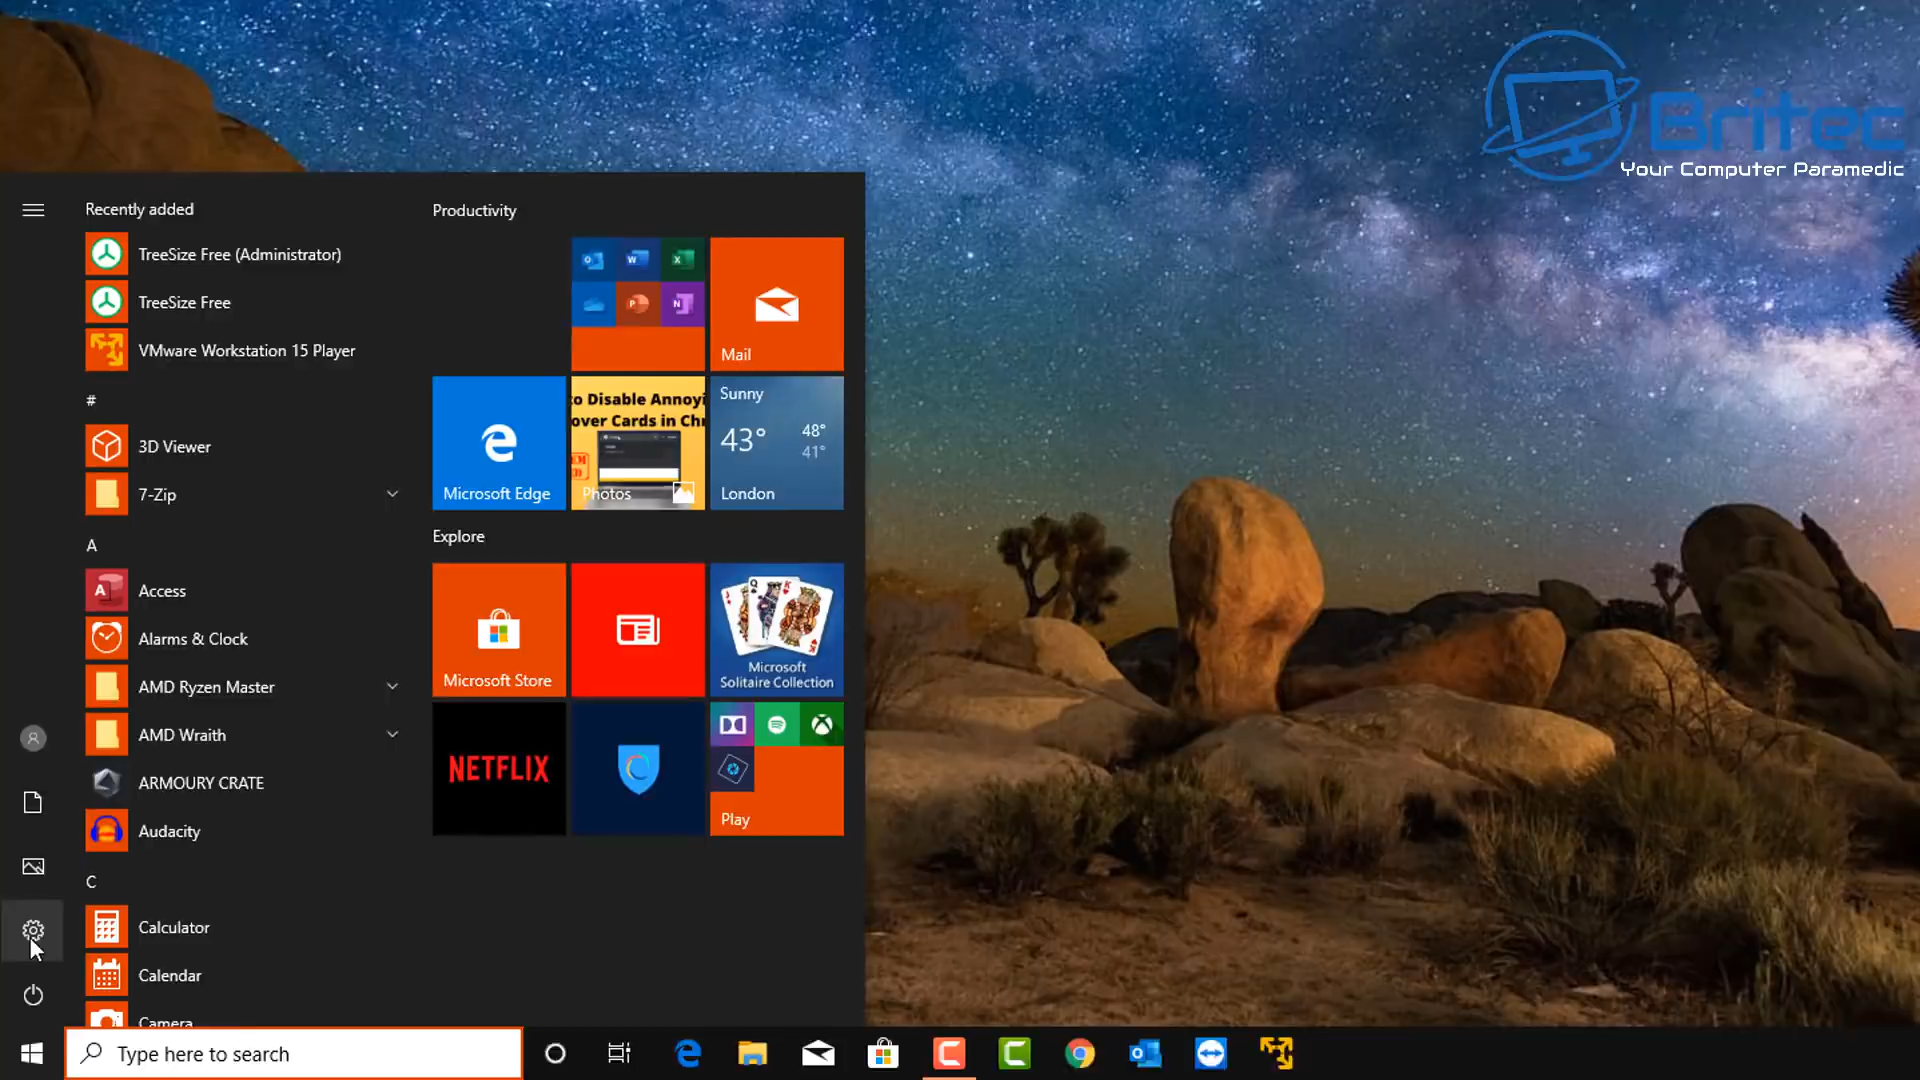 Britec
Your Computer Paramedic
Recently added
TreeSize Free (Administrator)
TreeSize Free
VMware Workstation 15 Player
#
3D Viewer
7-Zip
A
Access
Alarms & Clock
AMD Ryzen Master
AMD Wraith
ARMOURY CRATE
Audacity
C
Calculator
Calendar
Camera
Productivity
Mail
Microsoft Edge
to Disable Annoyi
over Cards in Chr
Photos
Sunny
43° 48°
41°
London
Explore
Microsoft Store
Microsoft
Solitaire Collection
NETFLIX
Play
Type here to search